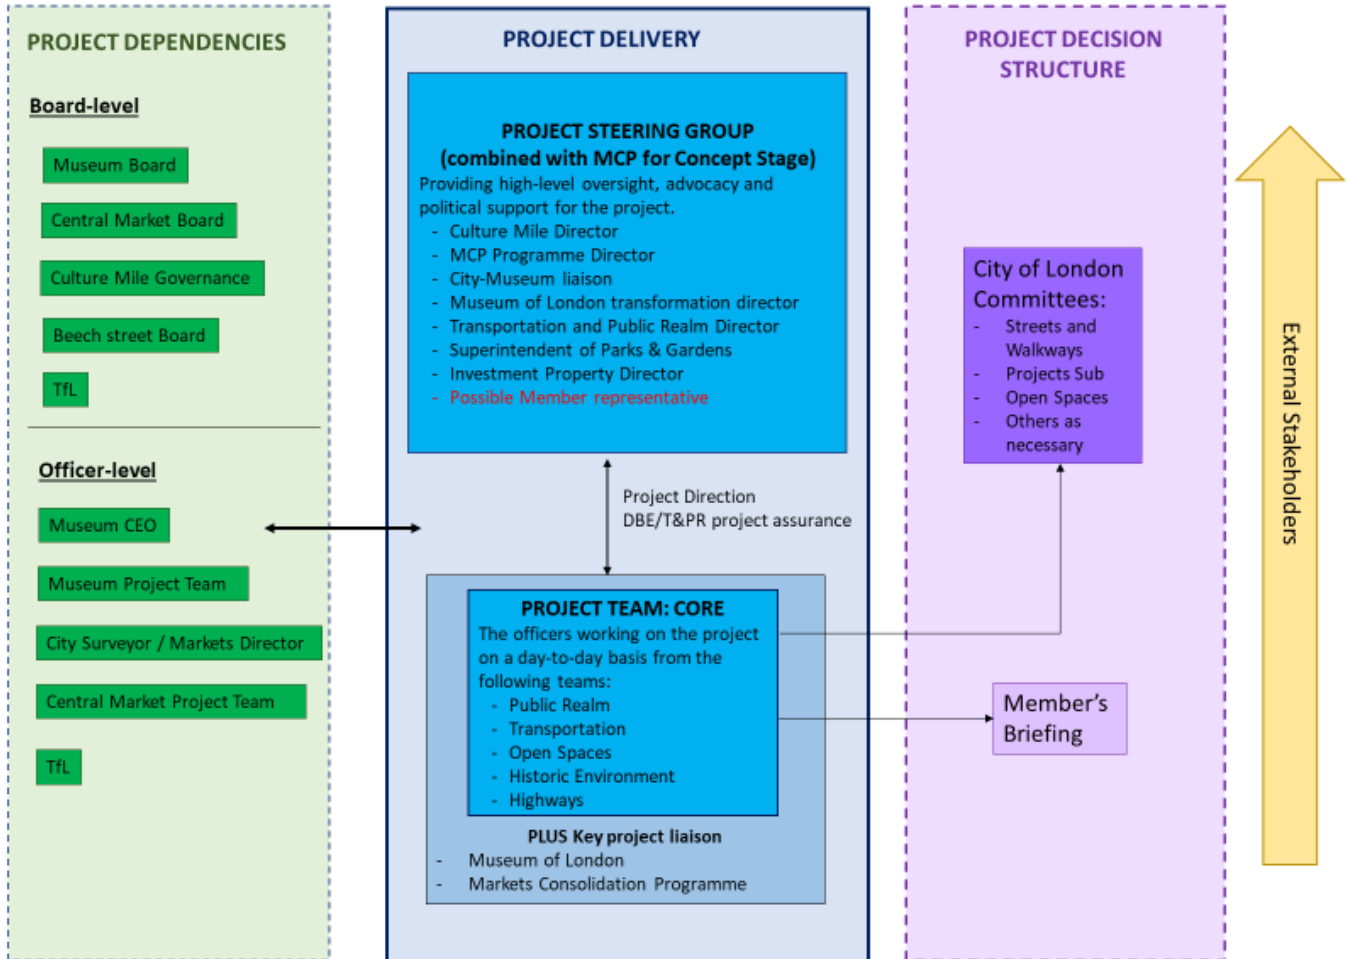 PROJECT DEPENDENCIES
Board-level
Museum Board
Central Market Board
Culture Mile Governance
Beech street Board
TfL
Officer-level
Museum CEO
Museum Project Team
City Surveyor / Markets Director
Central Market Project Team
TfL
PROJECT DELIVERY
PROJECT STEERING GROUP
(combined with MCP for Concept Stage)
Providing high-level oversight, advocacy and
political support for the project.
- Culture Mile Director
- MCP Programme Director
- City-Museum liaison
- Museum of London transformation director
- Transportation and Public Realm Director
- Superintendent of Parks & Gardens
- Investment Property Director
- Possible Member representative
Project Direction
DBE/T&PR project assurance
PROJECT TEAM: CORE
The officers working on the project
on a day-to-day basis from the
following teams:
- Public Realm
- Transportation
- Open Spaces
- Historic Environment
- Highways
PLUS Key project liaison
- Museum of London
- Markets Consolidation Programme
PROJECT DECISION
STRUCTURE
City of London
Committees:
- Streets and
Walkways
- Projects Sub
- Open Spaces
- Others as
necessary
Member's
Briefing
External Stakeholders